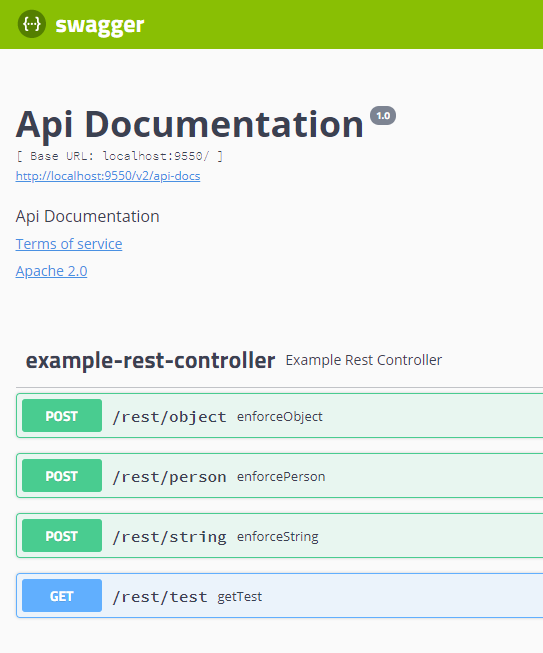 {···} swagger
Api Documentation 1.0
[ Base URL: localhost:9550/ ]
http://localhost:9550/v2/api-docs
Api Documentation
Terms of service
Apache 2.0
example-rest-controller Example Rest Controller
POST /rest/object enforceObject
POST /rest/person enforcePerson
POST /rest/string enforceString
GET /rest/test getTest